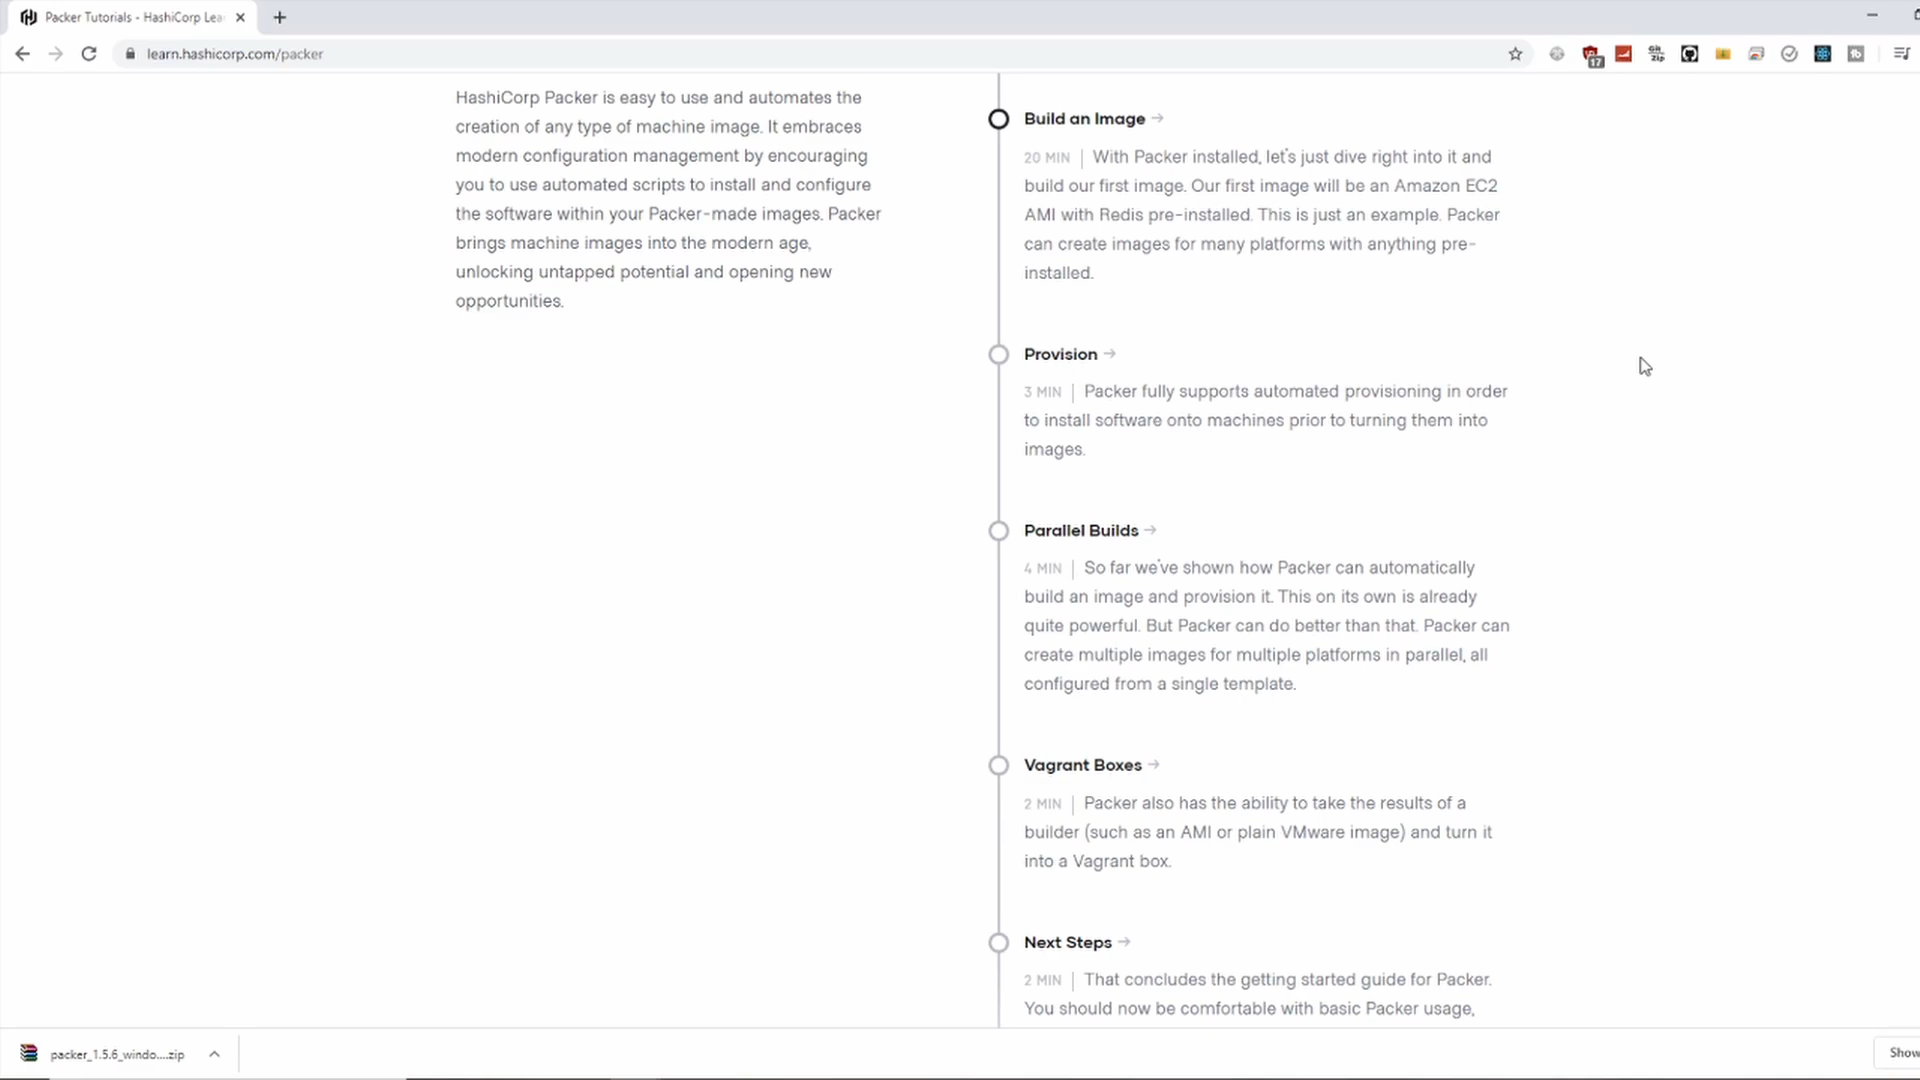 Packer Tutorials - HashiCorp Lea
learn.hashicorp.com/packer
17
Git
Zip
HashiCorp Packer is easy to use and automates the
creation of any type of machine image. It embraces
modern configuration management by encouraging
you to use automated scripts to install and configure
the software within your Packer-made images. Packer
brings machine images into the modern age,
unlocking untapped potential and opening new
opportunities.
Build an Image →
20 MIN | With Packer installed, let's just dive right into it and
build our first image. Our first image will be an Amazon EC2
AMI with Redis pre-installed. This is just an example. Packer
can create images for many platforms with anything pre-
installed.
Provision →
3 MIN | Packer fully supports automated provisioning in order
to install software onto machines prior to turning them into
images.
Parallel Builds →
4 MIN | So far we've shown how Packer can automatically
build an image and provision it. This on its own is already
quite powerful. But Packer can do better than that. Packer can
create multiple images for multiple platforms in parallel, all
configured from a single template.
Vagrant Boxes →
2 MIN | Packer also has the ability to take the results of a
builder (such as an AMI or plain VMware image) and turn it
into a Vagrant box.
Next Steps →
2 MIN | That concludes the getting started guide for Packer.
You should now be comfortable with basic Packer usage,
packer_1.5.6_windo....zip
Show